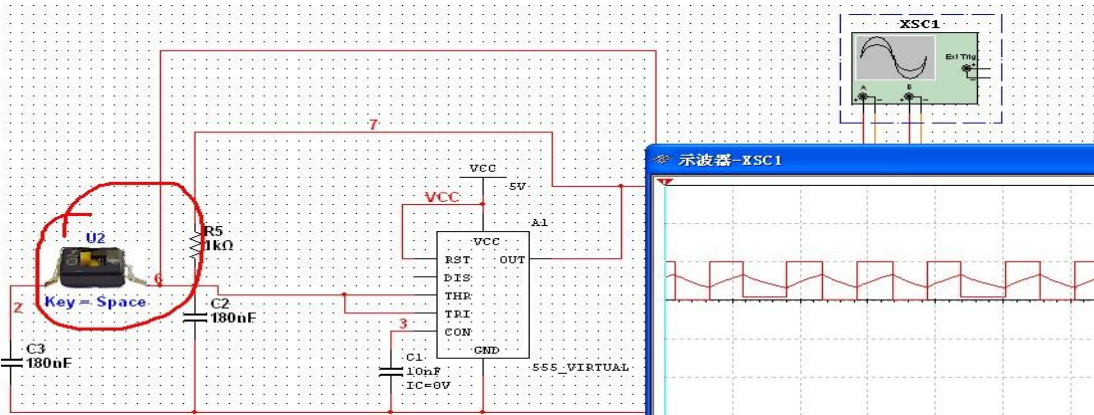 XSC1
Ext Trig
A
B
7
示波器-XSC1
VCC
5V
VCC
A1
R5
1kΩ
U2
VCC
RST
OUT
DIS
6
THR
Key = Space
2
C2
TRI
180nF
3
CON
C3
180nF
GND
C1
10nF
IC=0V
555_VIRTUAL